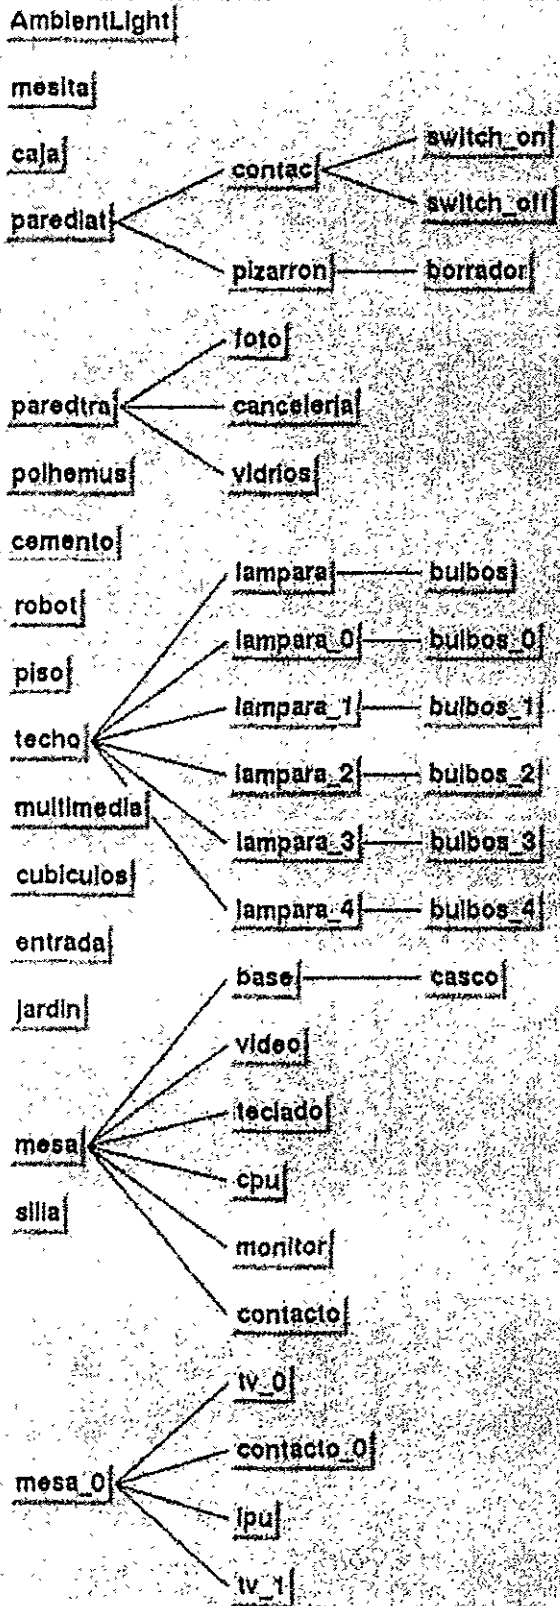 AmbientLight
mesita
caja
switch_on
contac
paredlat
switch_off
pizarron borrador
foto
paredtra canceleria
polhemus vidrios
cemento
lampara bulbos
robot
lampara_0 bulbos_0
piso
lampara_1 bulbos_1
techo
lampara_2 bulbos_2
multimedia
lampara_3 bulbos_3
cubiculos
lampara_4 bulbos_4
entrada
base casco
jardin
video
teclado
mesa
cpu
silla
monitor
contacto
tv_0
contacto_0
mesa_0
ipu
tv_1